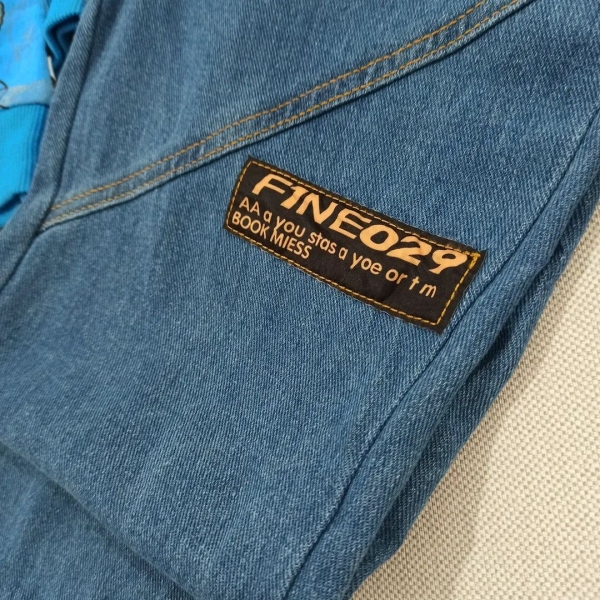 F1NE029
AA a you stas a yoe or t m
BOOK MIESS